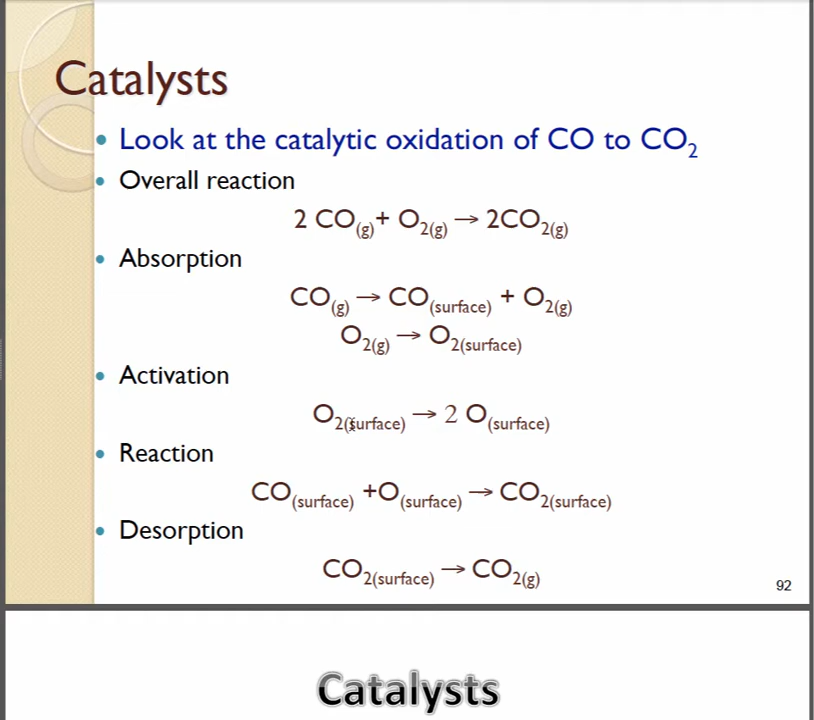 Catalysts
• Look at the catalytic oxidation of CO to CO₂
• Overall reaction
2 CO(g)+ O2(g) → 2CO2(g)
• Absorption
CO(g) → CO(surface) + O2(g)
O2(g) → O2(surface)
• Activation
O2(surface) → 2 O(surface)
• Reaction
CO(surface) +O(surface) → CO2(surface)
• Desorption
CO2(surface) → CO2(g)
92
Catalysts